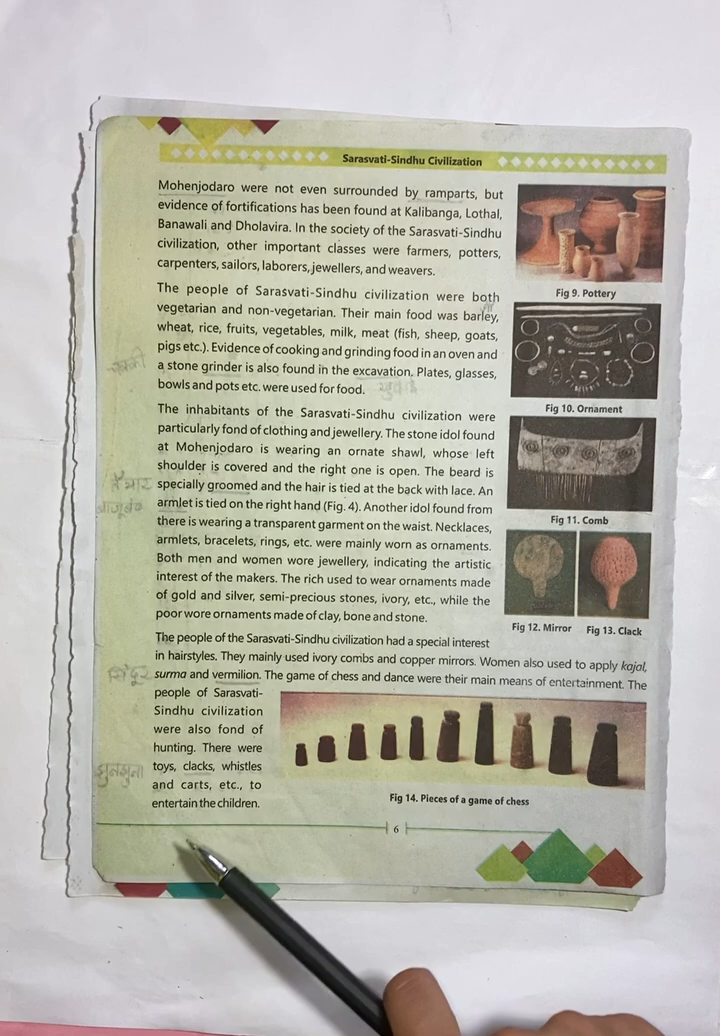 Sarasvati-Sindhu Civilization
Mohenjodaro were not even surrounded by ramparts, but
evidence of fortifications has been found at Kalibanga, Lothal,
Banawali and Dholavira. In the society of the Sarasvati-Sindhu
civilization, other important classes were farmers, potters,
carpenters, sailors, laborers, jewellers, and weavers.
The people of Sarasvati-Sindhu civilization were both
vegetarian and non-vegetarian. Their main food was barley,
wheat, rice, fruits, vegetables, milk, meat (fish, sheep, goats,
pigs etc.). Evidence of cooking and grinding food in an oven and
a stone grinder is also found in the excavation. Plates, glasses,
bowls and pots etc. were used for food.
The inhabitants of the Sarasvati-Sindhu civilization were
particularly fond of clothing and jewellery. The stone idol found
at Mohenjodaro is wearing an ornate shawl, whose left
shoulder is covered and the right one is open. The beard is
specially groomed and the hair is tied at the back with lace. An
armlet is tied on the right hand (Fig. 4). Another idol found from
there is wearing a transparent garment on the waist. Necklaces,
armlets, bracelets, rings, etc. were mainly worn as ornaments.
Both men and women wore jewellery, indicating the artistic
interest of the makers. The rich used to wear ornaments made
of gold and silver, semi-precious stones, ivory, etc., while the
poor wore ornaments made of clay, bone and stone.
The people of the Sarasvati-Sindhu civilization had a special interest
in hairstyles. They mainly used ivory combs and copper mirrors. Women also used to apply kajal,
surma and vermilion. The game of chess and dance were their main means of entertainment. The
people of Sarasvati-
Sindhu civilization
were also fond of
hunting. There were
toys, clacks, whistles
and carts, etc., to
entertain the children.
Fig 9. Pottery
Fig 10. Ornament
Fig 11. Comb
Fig 12. Mirror
Fig 13. Clack
Fig 14. Pieces of a game of chess
6
बाजूबंद
सिंदूर
झुनझुना